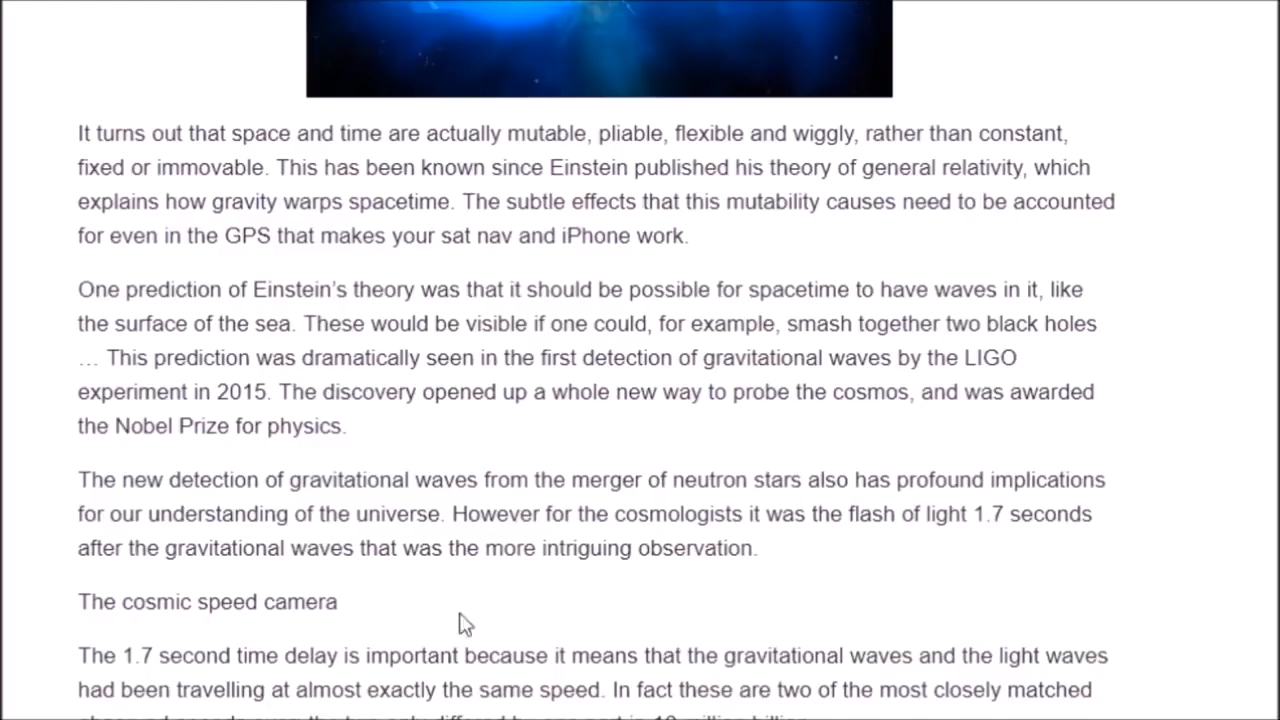 It turns out that space and time are actually mutable, pliable, flexible and wiggly, rather than constant,
fixed or immovable. This has been known since Einstein published his theory of general relativity, which
explains how gravity warps spacetime. The subtle effects that this mutability causes need to be accounted
for even in the GPS that makes your sat nav and iPhone work.
One prediction of Einstein’s theory was that it should be possible for spacetime to have waves in it, like
the surface of the sea. These would be visible if one could, for example, smash together two black holes
… This prediction was dramatically seen in the first detection of gravitational waves by the LIGO
experiment in 2015. The discovery opened up a whole new way to probe the cosmos, and was awarded
the Nobel Prize for physics.
The new detection of gravitational waves from the merger of neutron stars also has profound implications
for our understanding of the universe. However for the cosmologists it was the flash of light 1.7 seconds
after the gravitational waves that was the more intriguing observation.
The cosmic speed camera
The 1.7 second time delay is important because it means that the gravitational waves and the light waves
had been travelling at almost exactly the same speed. In fact these are two of the most closely matched